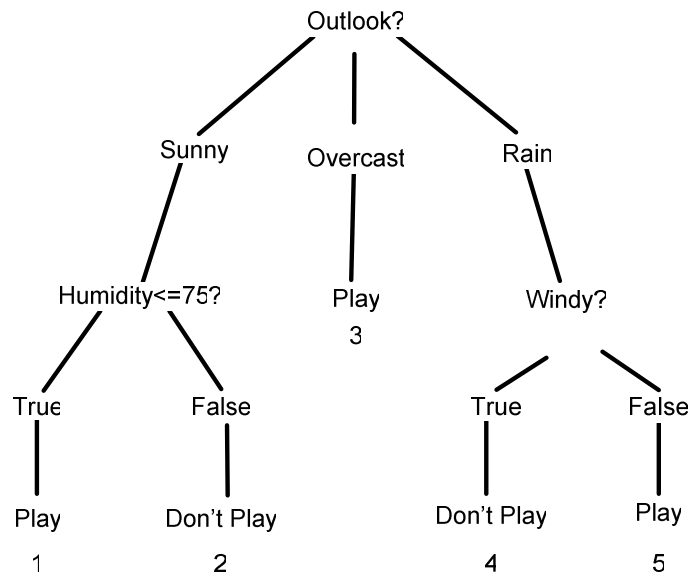 Outlook?
Sunny
Overcast
Rain
Humidity<=75?
Play
3
Windy?
True
False
True
False
Play
Don't Play
Don't Play
Play
1
2
4
5